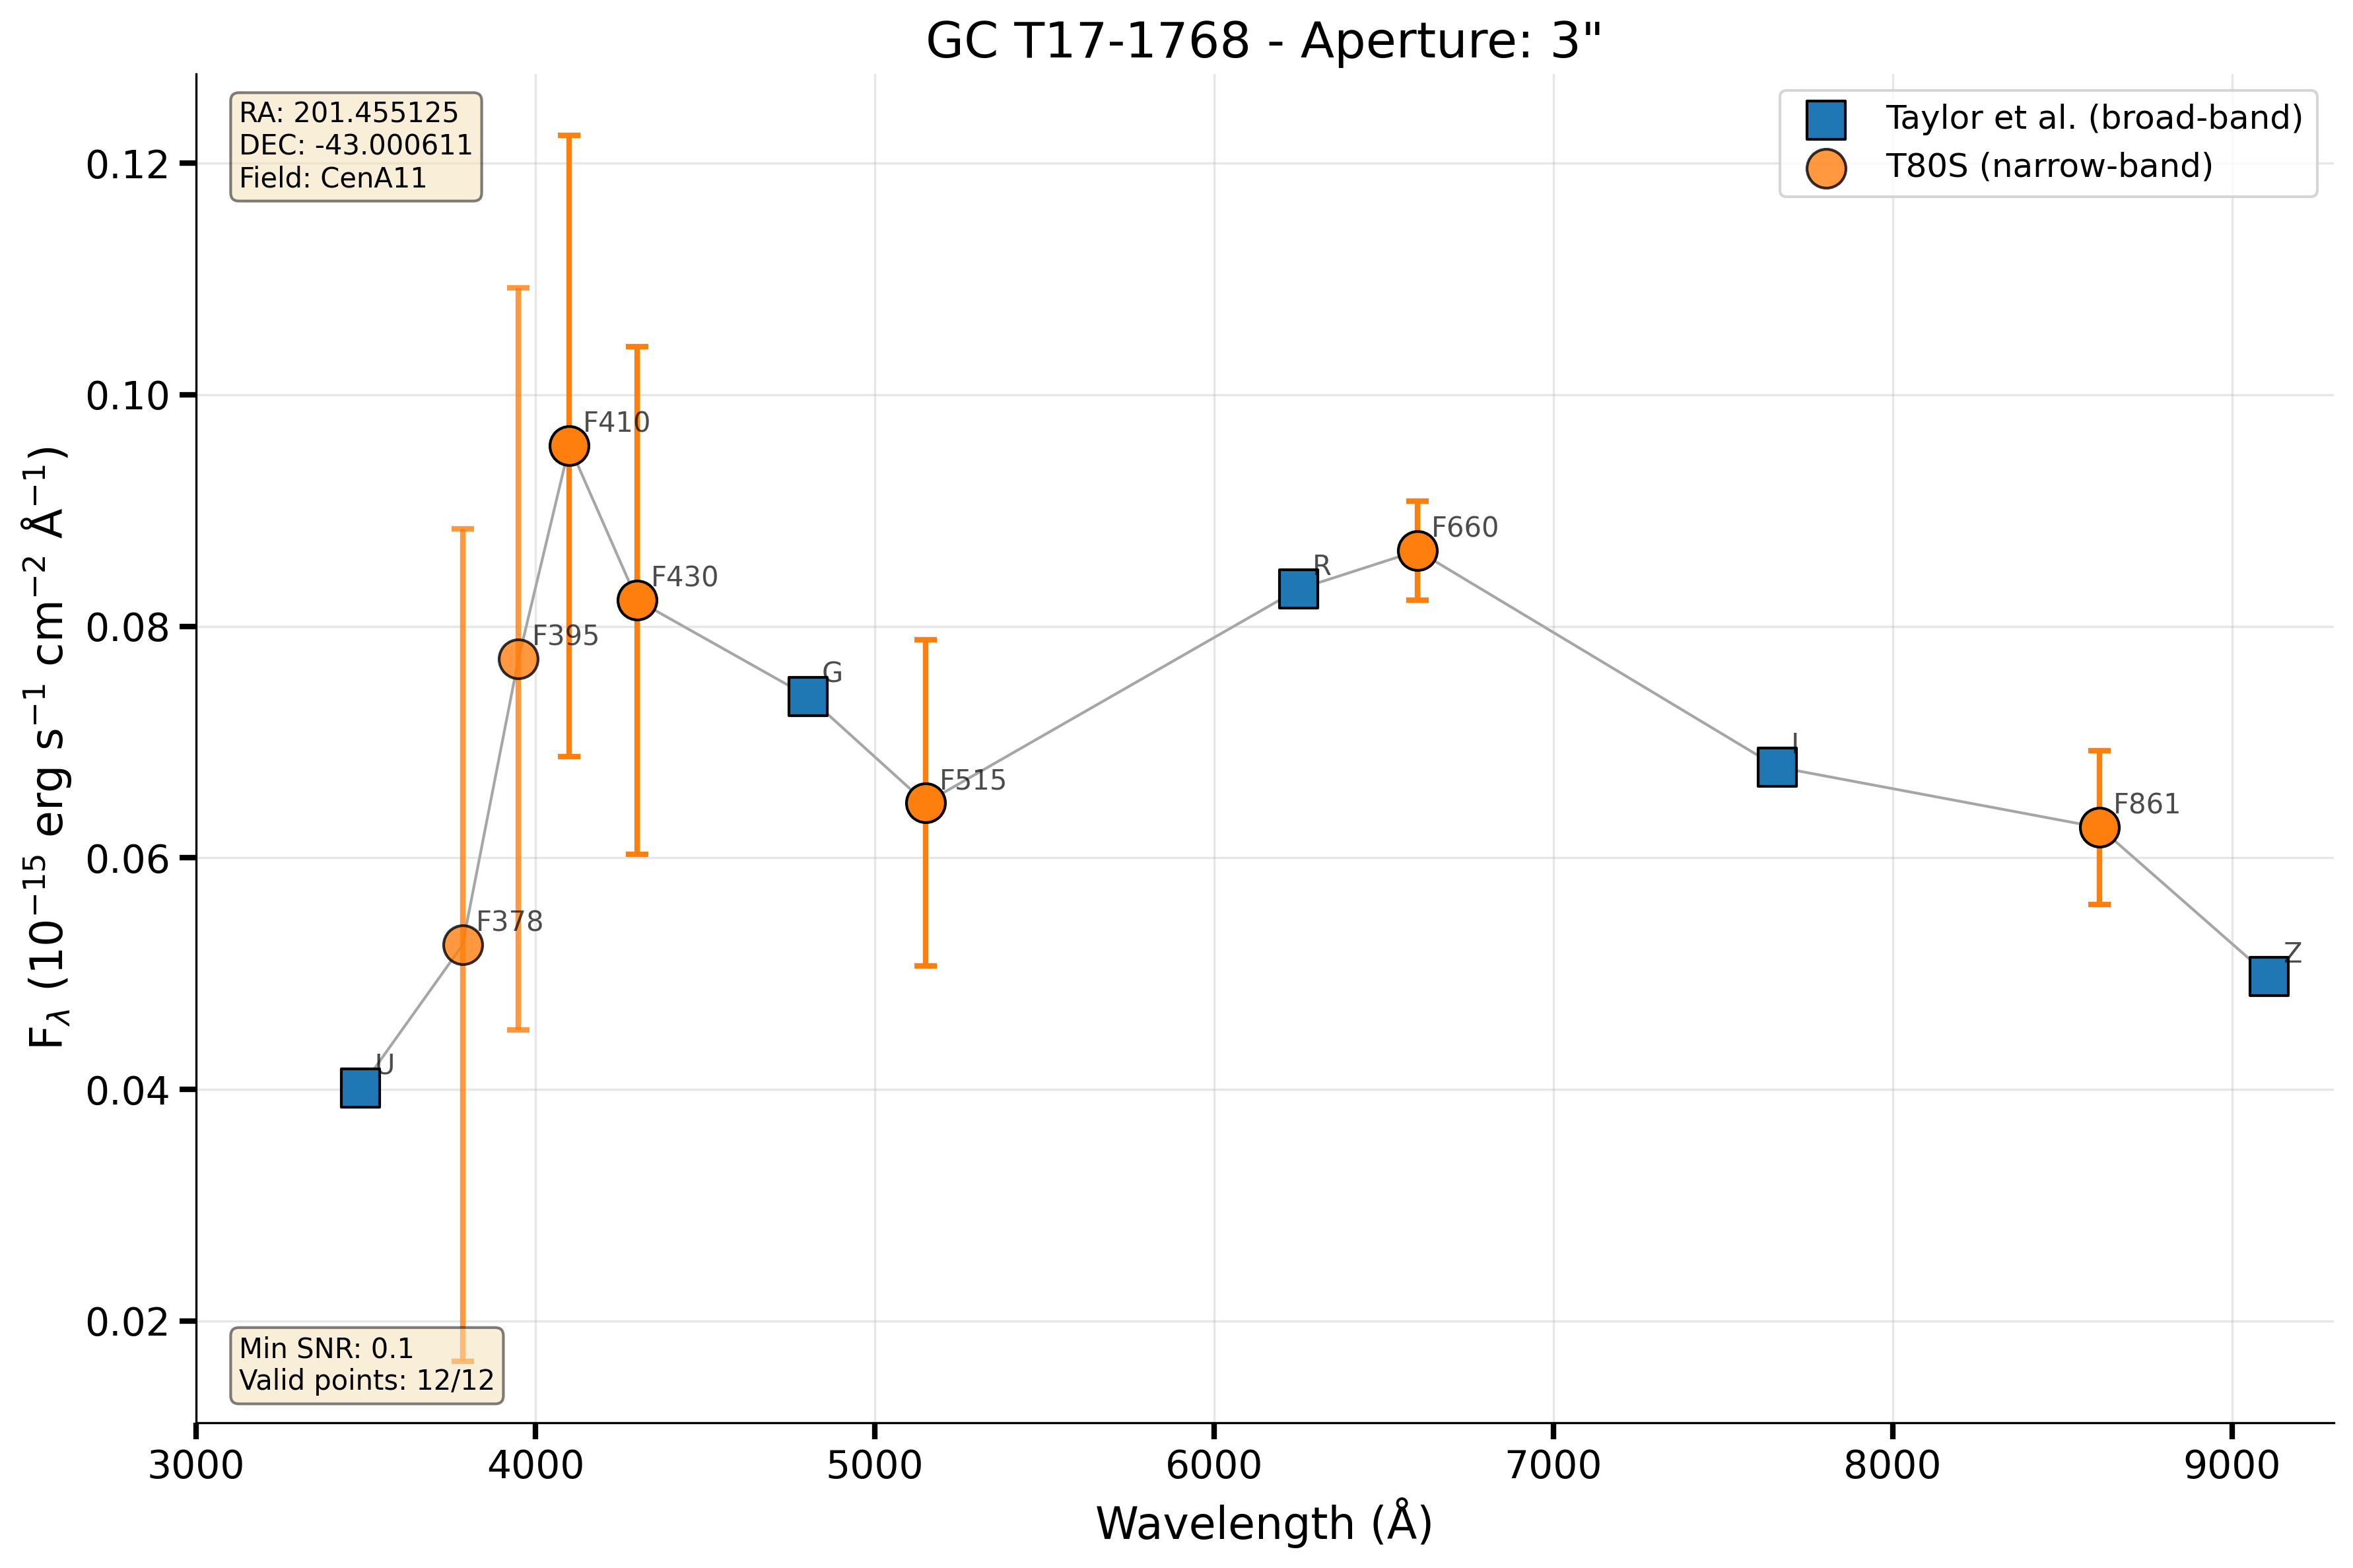 GC T17-1768 - Aperture: 3"
RA: 201.455125
DEC: -43.000611
Field: CenA11
Taylor et al. (broad-band)
T80S (narrow-band)
0.12
0.10
0.08
0.06
0.04
0.02
F410
F430
F395
F378
U
G
F515
R
F660
I
F861
Z
Min SNR: 0.1
Valid points: 12/12
3000 4000 5000 6000 7000 8000 9000
Wavelength (Å)
F_λ (10⁻¹⁵ erg s⁻¹ cm⁻² Å⁻¹)